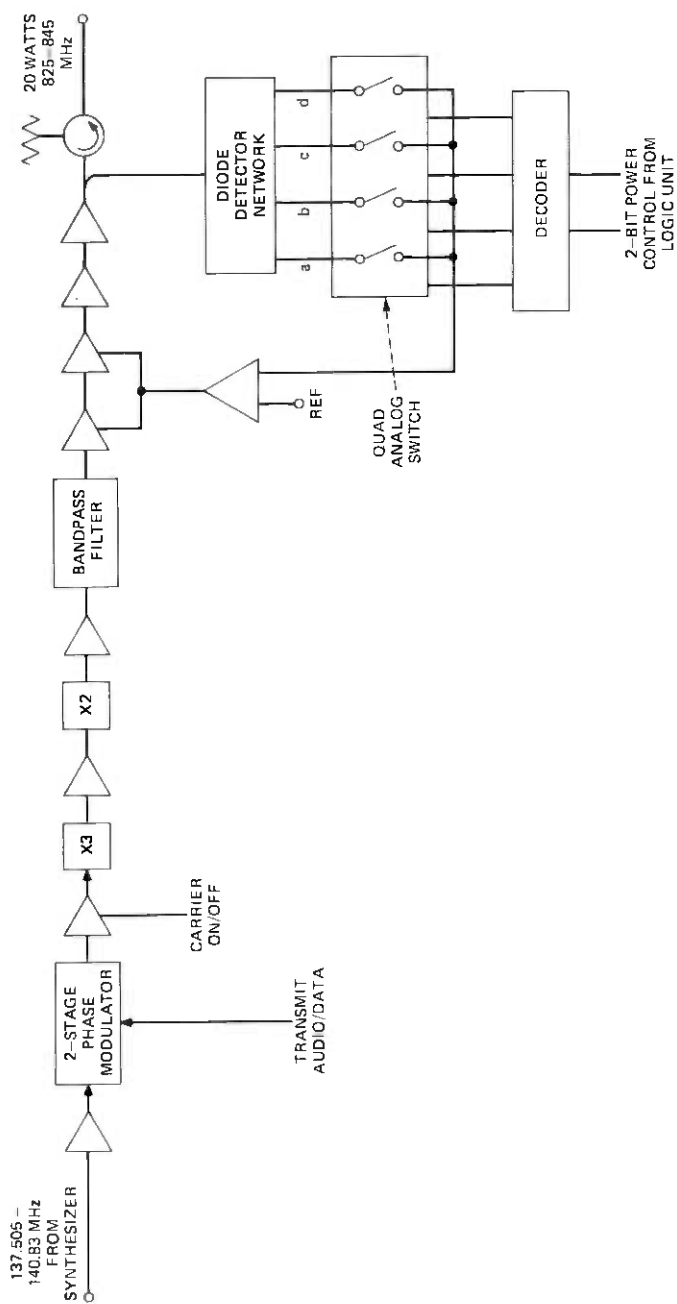 137.505 –
140.83 MHz
FROM
SYNTHESIZER
2–STAGE
PHASE
MODULATOR
TRANSMIT
AUDIO/DATA
CARRIER
ON/OFF
X3
X2
BANDPASS
FILTER
20 WATTS
825–845
MHz
REF
DIODE
DETECTOR
NETWORK
a
b
c
d
QUAD
ANALOG
SWITCH
DECODER
2–BIT POWER
CONTROL FROM
LOGIC UNIT